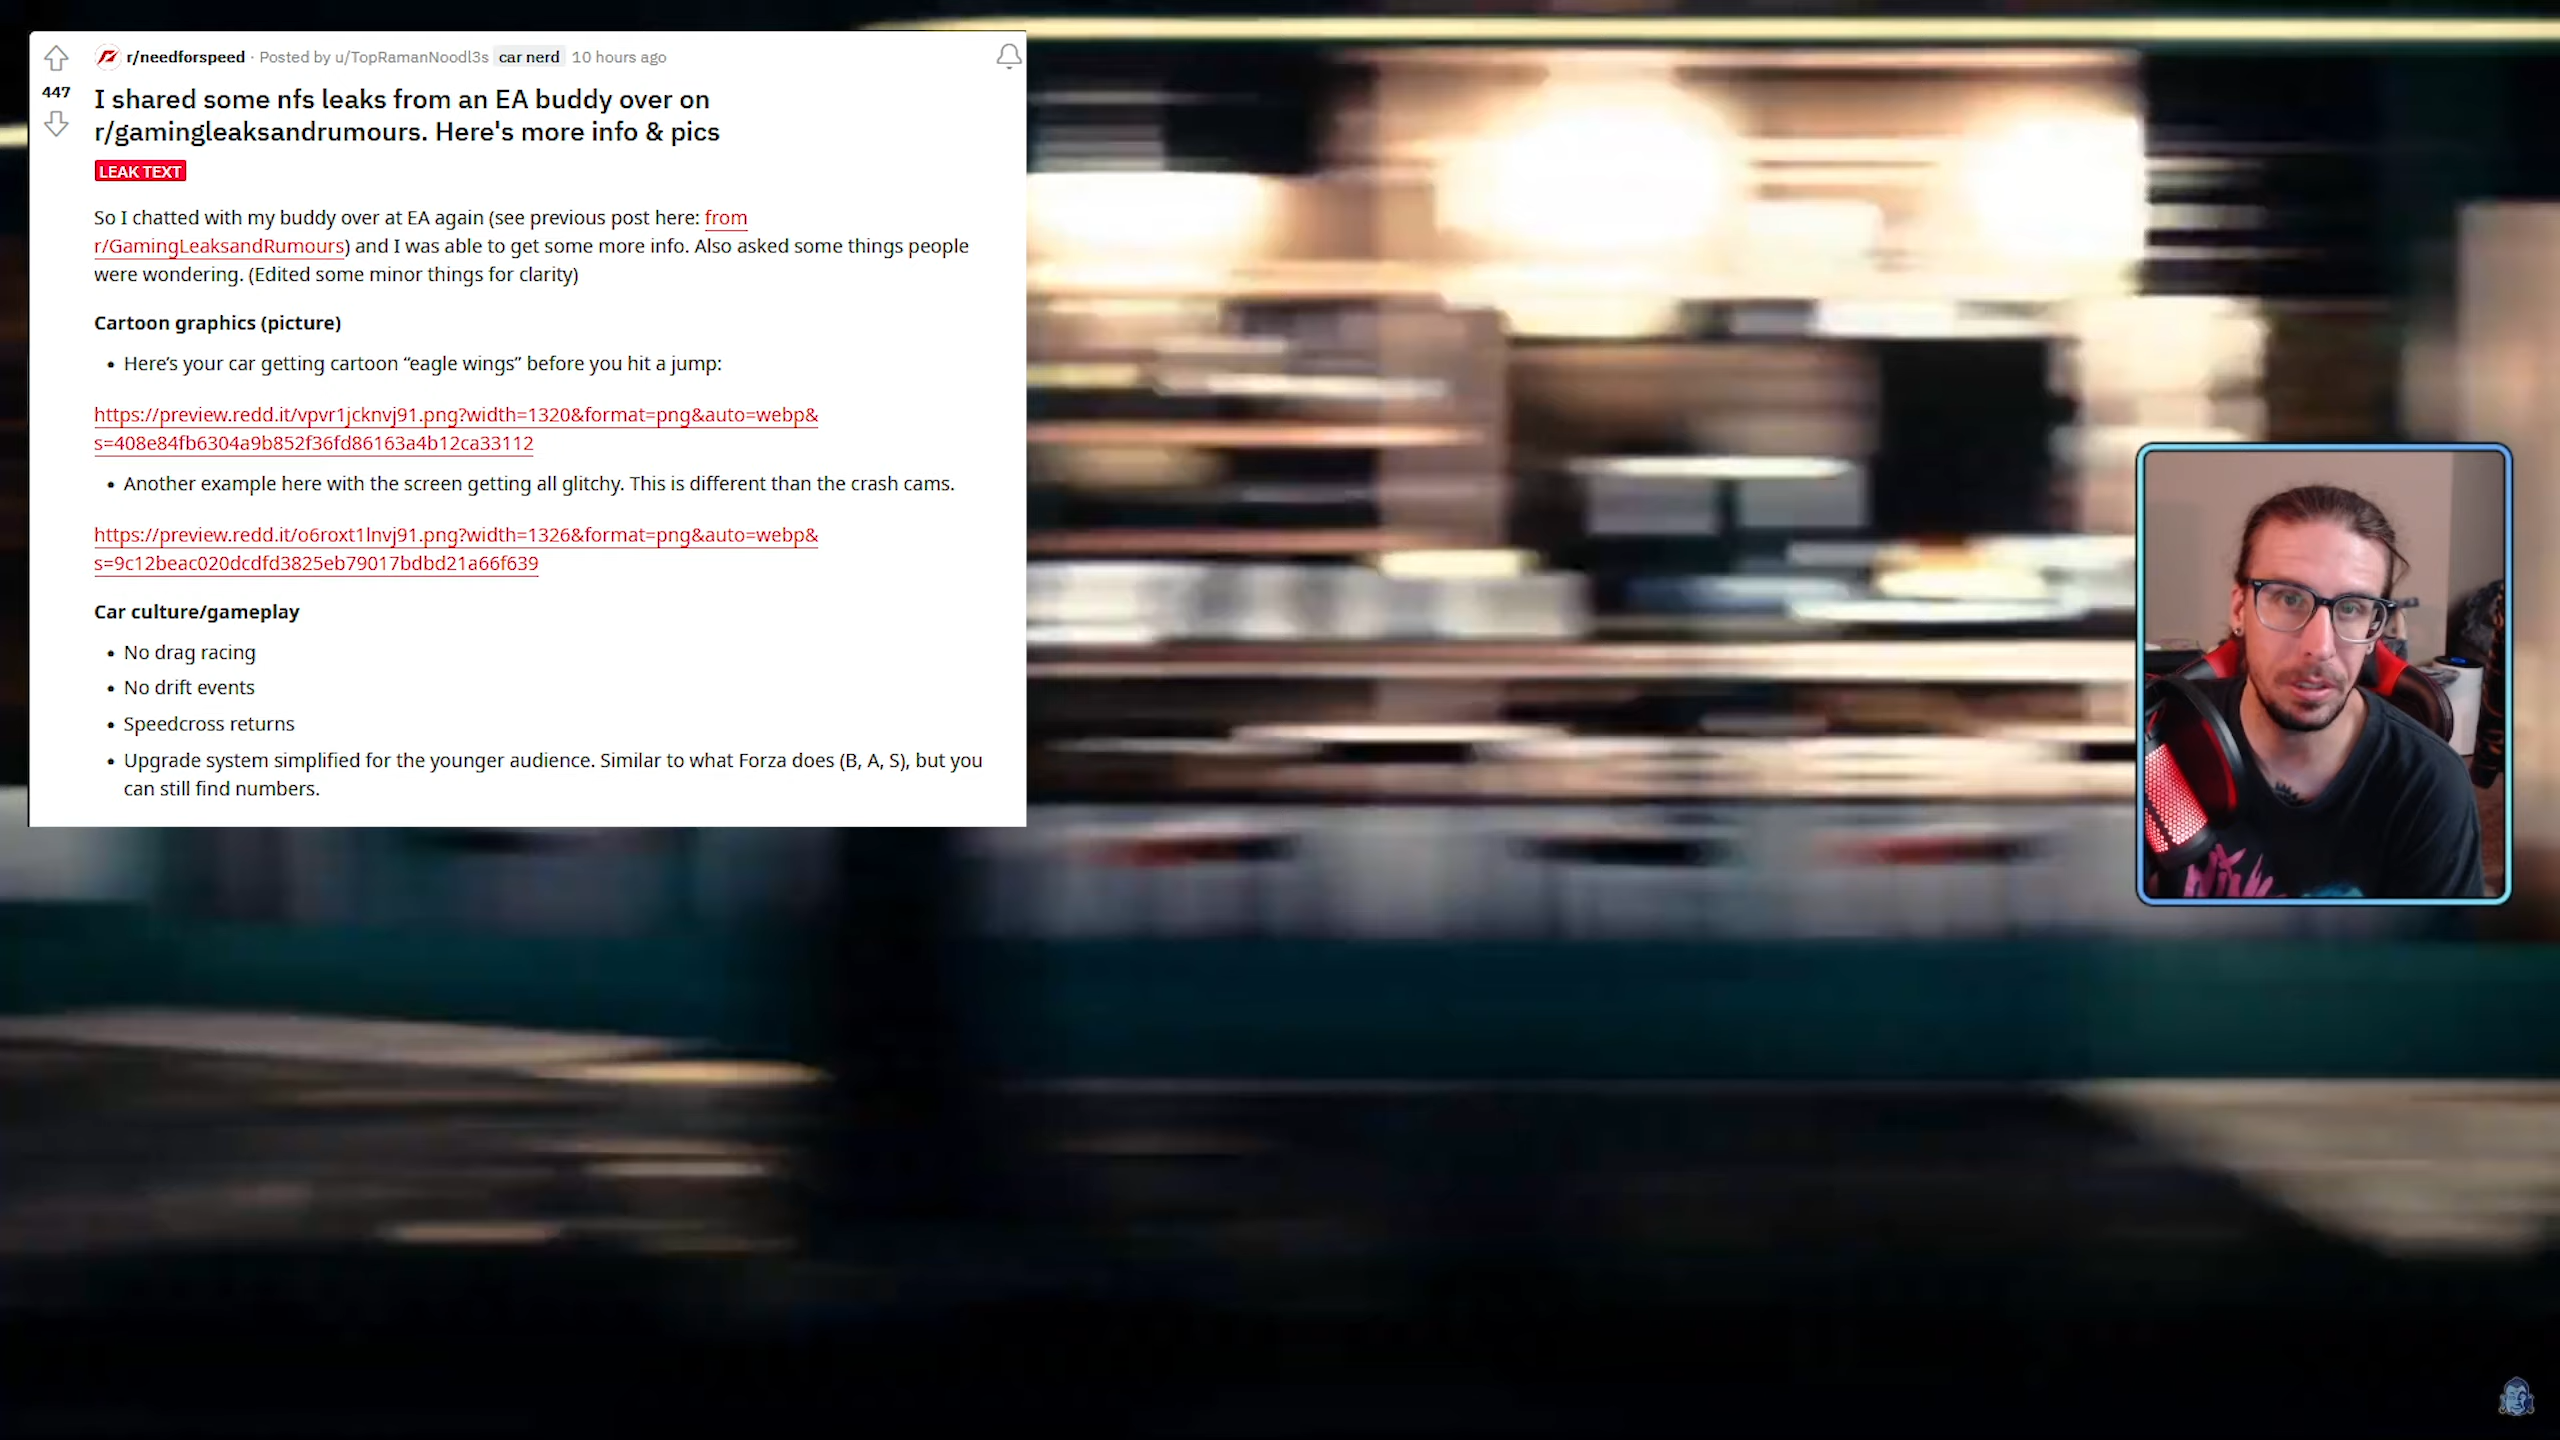 r/needforspeed · Posted by u/TopRamanNoodl3s car nerd 10 hours ago
447
I shared some nfs leaks from an EA buddy over on
r/gamingleaksandrumours. Here's more info & pics
LEAK TEXT
So I chatted with my buddy over at EA again (see previous post here: from
r/GamingLeaksandRumours) and I was able to get some more info. Also asked some things people
were wondering. (Edited some minor things for clarity)
Cartoon graphics (picture)
• Here’s your car getting cartoon “eagle wings” before you hit a jump:
https://preview.redd.it/vpvr1jcknvj91.png?width=1320&format=png&auto=webp&
s=408e84fb6304a9b852f36fd86163a4b12ca33112
• Another example here with the screen getting all glitchy. This is different than the crash cams.
https://preview.redd.it/o6roxt1lnvj91.png?width=1326&format=png&auto=webp&
s=9c12beac020dcdfd3825eb79017bdbd21a66f639
Car culture/gameplay
• No drag racing
• No drift events
• Speedcross returns
• Upgrade system simplified for the younger audience. Similar to what Forza does (B, A, S), but you
can still find numbers.